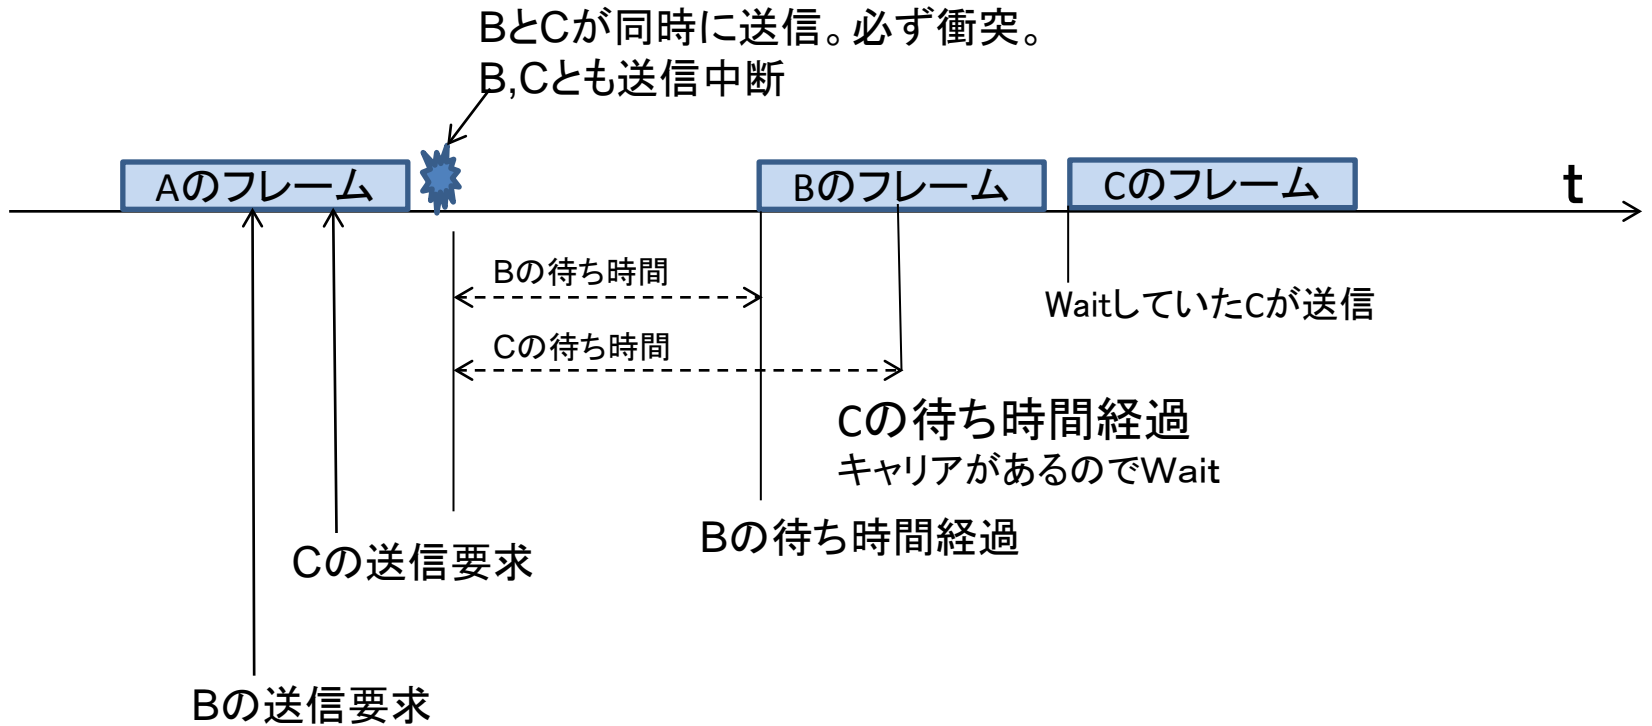 BとCが同時に送信。必ず衝突。
B,Cとも送信中断
Aのフレーム
Bのフレーム
Cのフレーム
t
Bの待ち時間
WaitしていたCが送信
Cの待ち時間
Cの待ち時間経過
キャリアがあるのでWait
Bの待ち時間経過
Cの送信要求
Bの送信要求